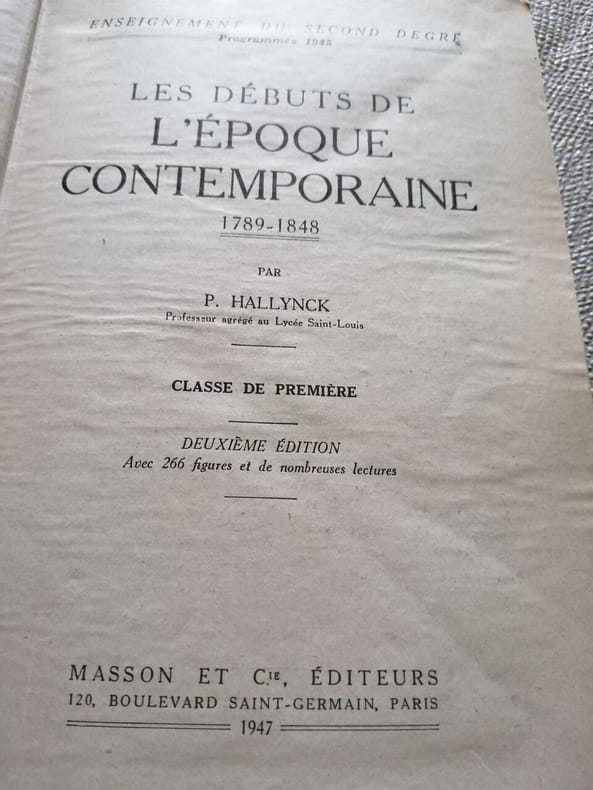 ENSEIGNEMENT DU SECOND DEGRÉ
Programmes 1945
LES DÉBUTS DE
L'ÉPOQUE
CONTEMPORAINE
1789-1848
PAR
P. HALLYNCK
Professeur agrégé au Lycée Saint-Louis
CLASSE DE PREMIÈRE
DEUXIÈME ÉDITION
Avec 266 figures et de nombreuses lectures
MASSON ET CIE, ÉDITEURS
120, BOULEVARD SAINT-GERMAIN, PARIS
1947